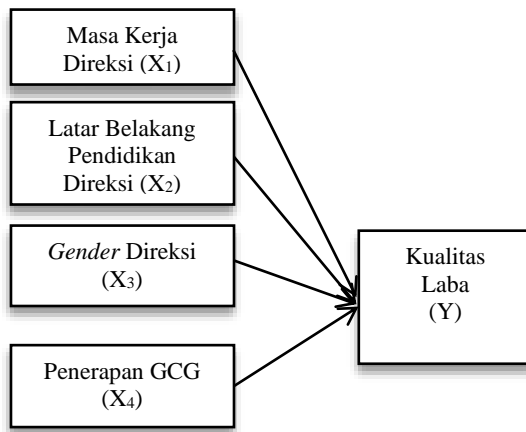 Masa Kerja
Direksi (X₁)
Latar Belakang
Pendidikan
Direksi (X₂)
Gender Direksi
(X₃)
Penerapan GCG
(X₄)
Kualitas
Laba
(Y)